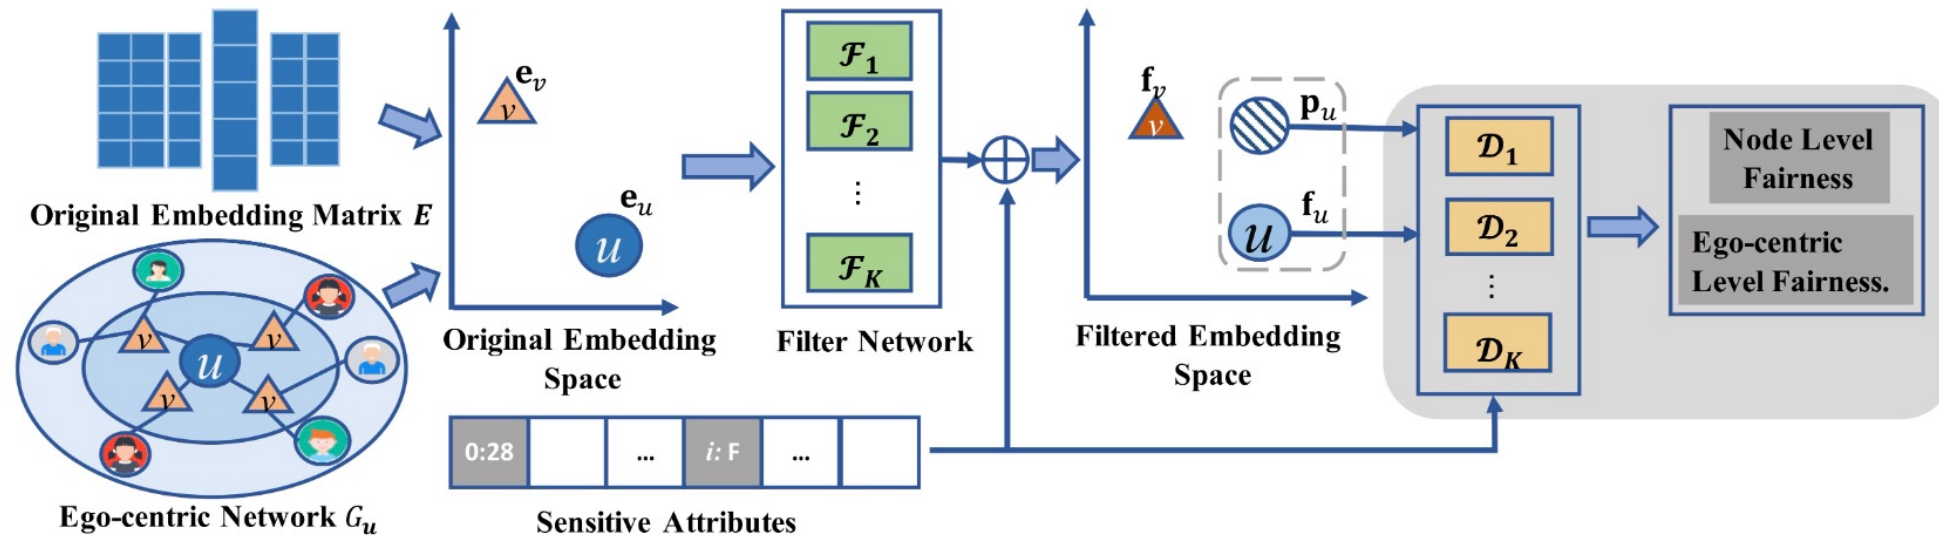 Original Embedding Matrix E
u
v
v
v
v
Ego-centric Network G_u
e_v
v
e_u
u
Original Embedding
Space
ℱ_1
ℱ_2
⋮
ℱ_K
Filter Network
0:28
...
i: F
...
Sensitive Attributes
f_v
v
p_u
f_u
u
Filtered Embedding
Space
𝒟_1
𝒟_2
⋮
𝒟_K
Node Level
Fairness
Ego-centric
Level Fairness.